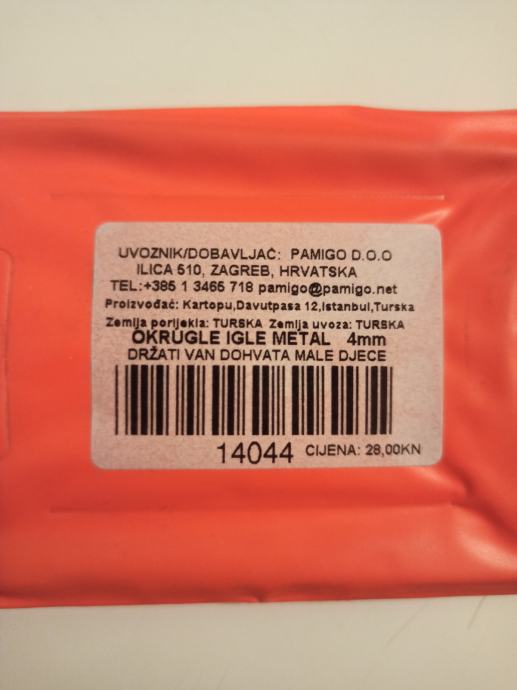 UVOZNIK/DOBAVLJAČ: PAMIGO D.O.O
ILICA 510, ZAGREB, HRVATSKA
TEL:+385 1 3465 718 pamigo@pamigo.net
Proizvođač: Kartopu,Davutpasa 12,Istanbul,Turska
Zemlja porijekla: TURSKA Zemlja uvoza: TURSKA
OKRUGLE IGLE METAL 4mm
DRŽATI VAN DOHVATA MALE DJECE
14044 CIJENA: 28,00KN